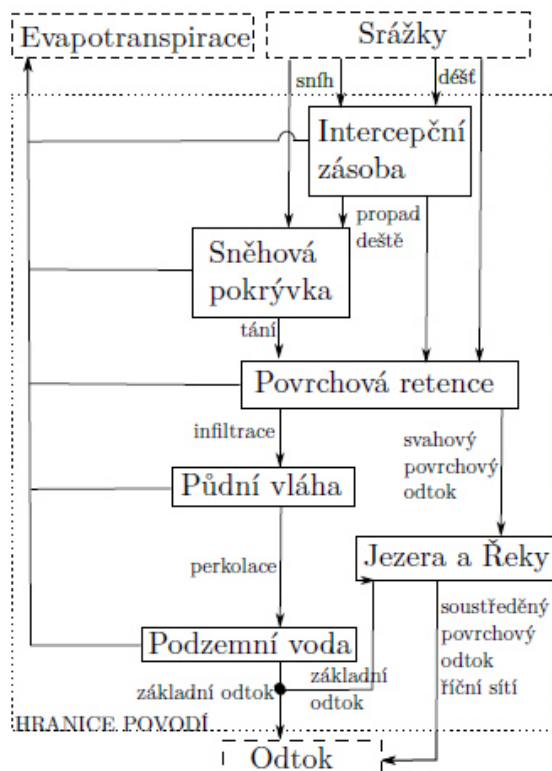 Evapotranspirace
Srážky
sníh
déšť
Intercepční
zásoba
propad
deště
Sněhová
pokrývka
tání
Povrchová retence
infiltrace
svahový
povrchový
odtok
Půdní vláha
perkolace
Jezera a Řeky
soustředěný
povrchový
odtok
říční sítí
Podzemní voda
základní odtok
základní
odtok
HRANICE POVODÍ
Odtok